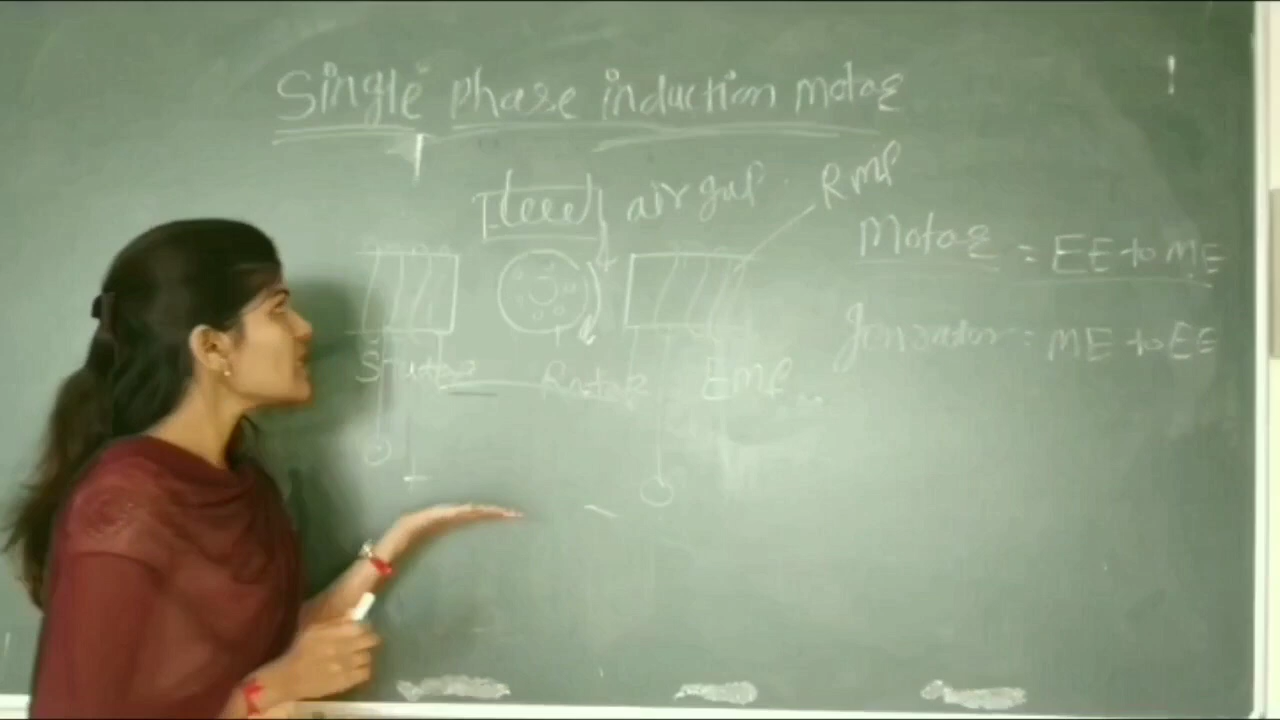 Single phase induction motor
air gap
RMF
Motor = EE to ME
Generator = ME to EE
Stator Rotor EMF